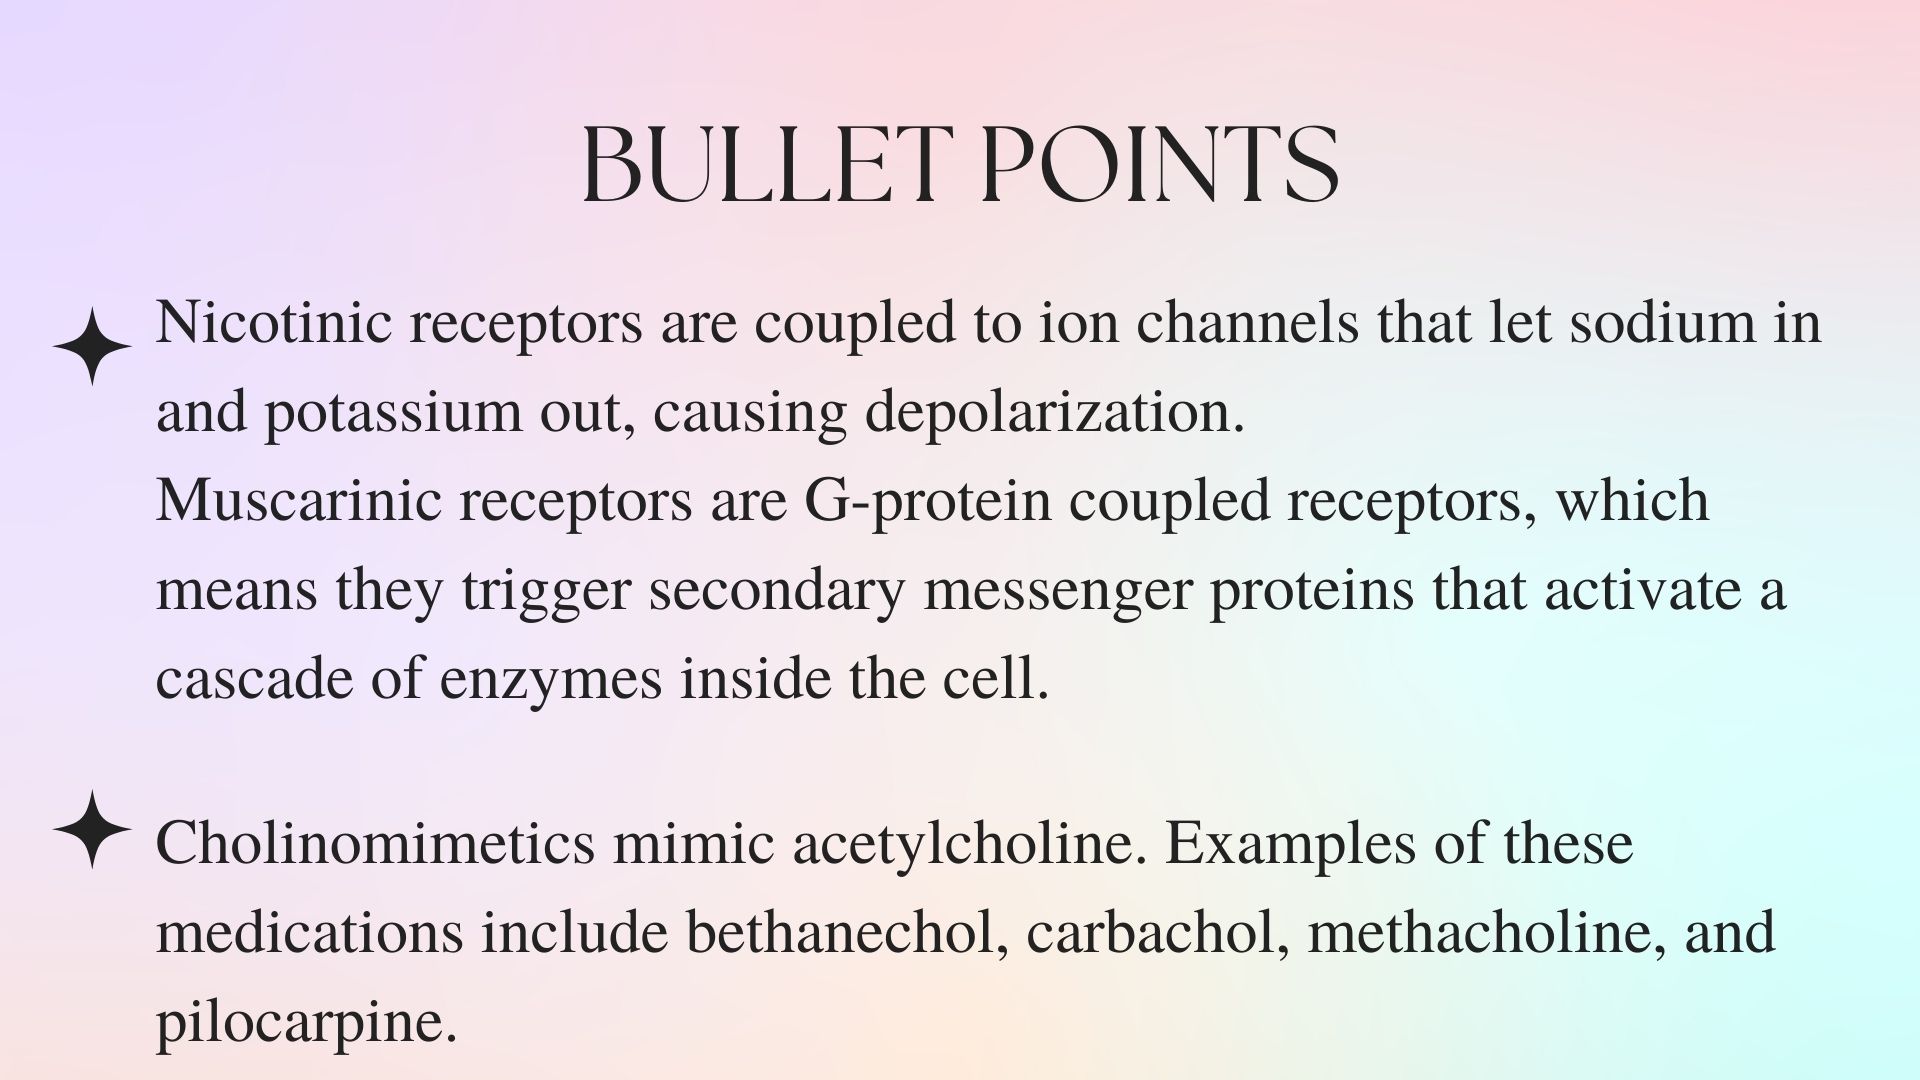 BULLET POINTS
Nicotinic receptors are coupled to ion channels that let sodium in
and potassium out, causing depolarization.
Muscarinic receptors are G-protein coupled receptors, which
means they trigger secondary messenger proteins that activate a
cascade of enzymes inside the cell.
Cholinomimetics mimic acetylcholine. Examples of these
medications include bethanechol, carbachol, methacholine, and
pilocarpine.